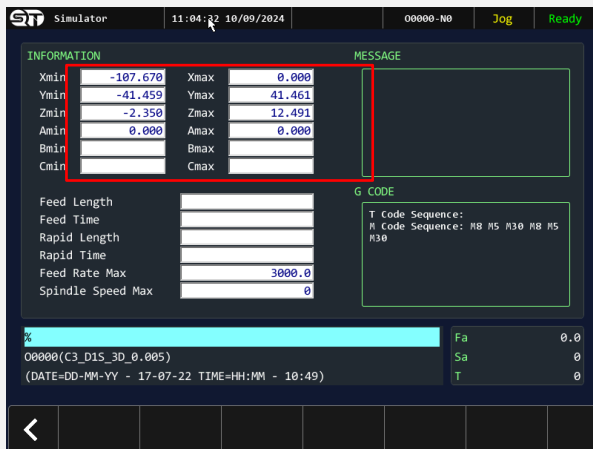 ST Simulator 11:04:32 10/09/2024 O0000-N0 Jog Ready
INFORMATION
Xmin -107.670 Xmax 0.000
Ymin -41.459 Ymax 41.461
Zmin -2.350 Zmax 12.491
Amin 0.000 Amax 0.000
Bmin Bmax
Cmin Cmax
Feed Length
Feed Time
Rapid Length
Rapid Time
Feed Rate Max 3000.0
Spindle Speed Max 0
MESSAGE
G CODE
T Code Sequence:
M Code Sequence: M8 M5 M30 M8 M5
M30
%
O0000(C3_D1S_3D_0.005)
(DATE=DD-MM-YY - 17-07-22 TIME=HH:MM - 10:49)
Fa 0.0
Sa 0
T 0